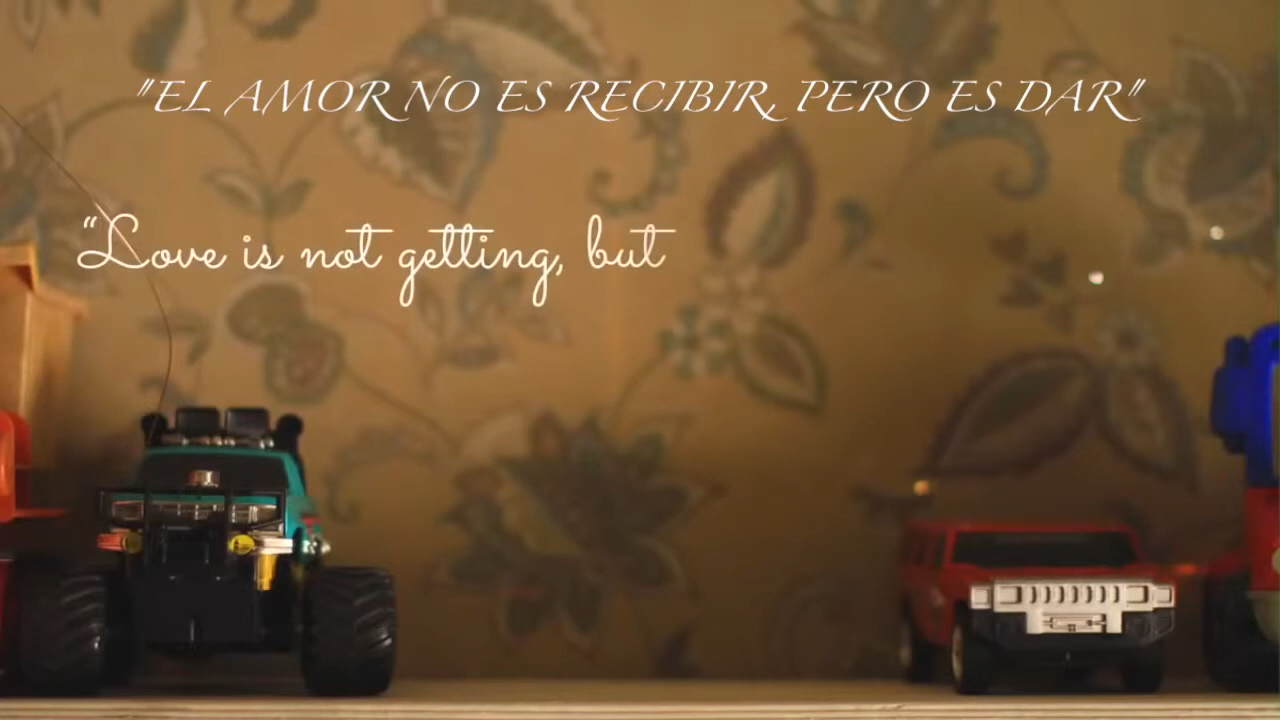 "EL AMOR NO ES RECIBIR, PERO ES DAR"
“Love is not getting, but